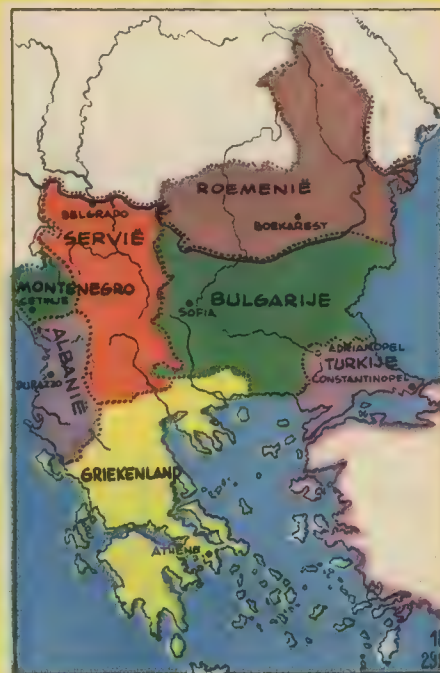 ROEMENIË
BOEKAREST
BELGRADO
SERVIË
MONTENEGRO
CETINJE
SOFIA
BULGARIJE
ALBANIË
DURAZZO
ADRIANOPEL
TURKIJE
CONSTANTINOPEL
GRIEKENLAND
ATHENE